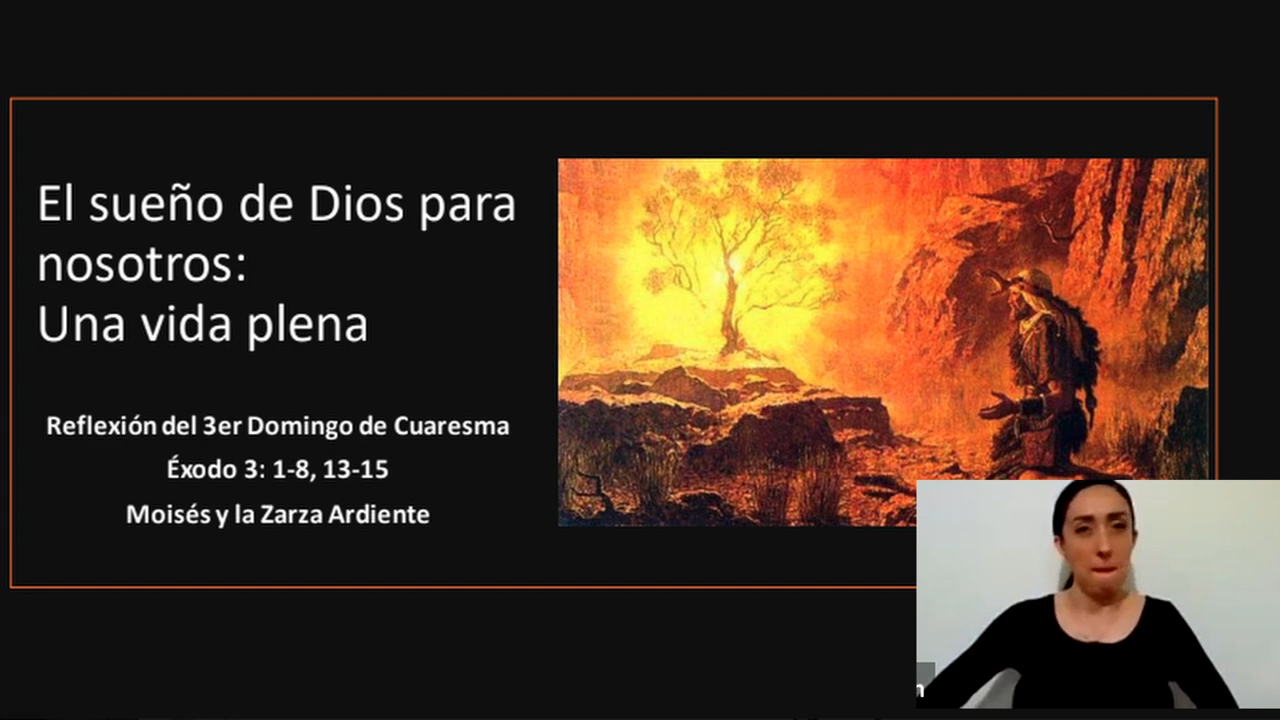 El sueño de Dios para
nosotros:
Una vida plena
Reflexión del 3er Domingo de Cuaresma
Éxodo 3: 1-8, 13-15
Moisés y la Zarza Ardiente
n